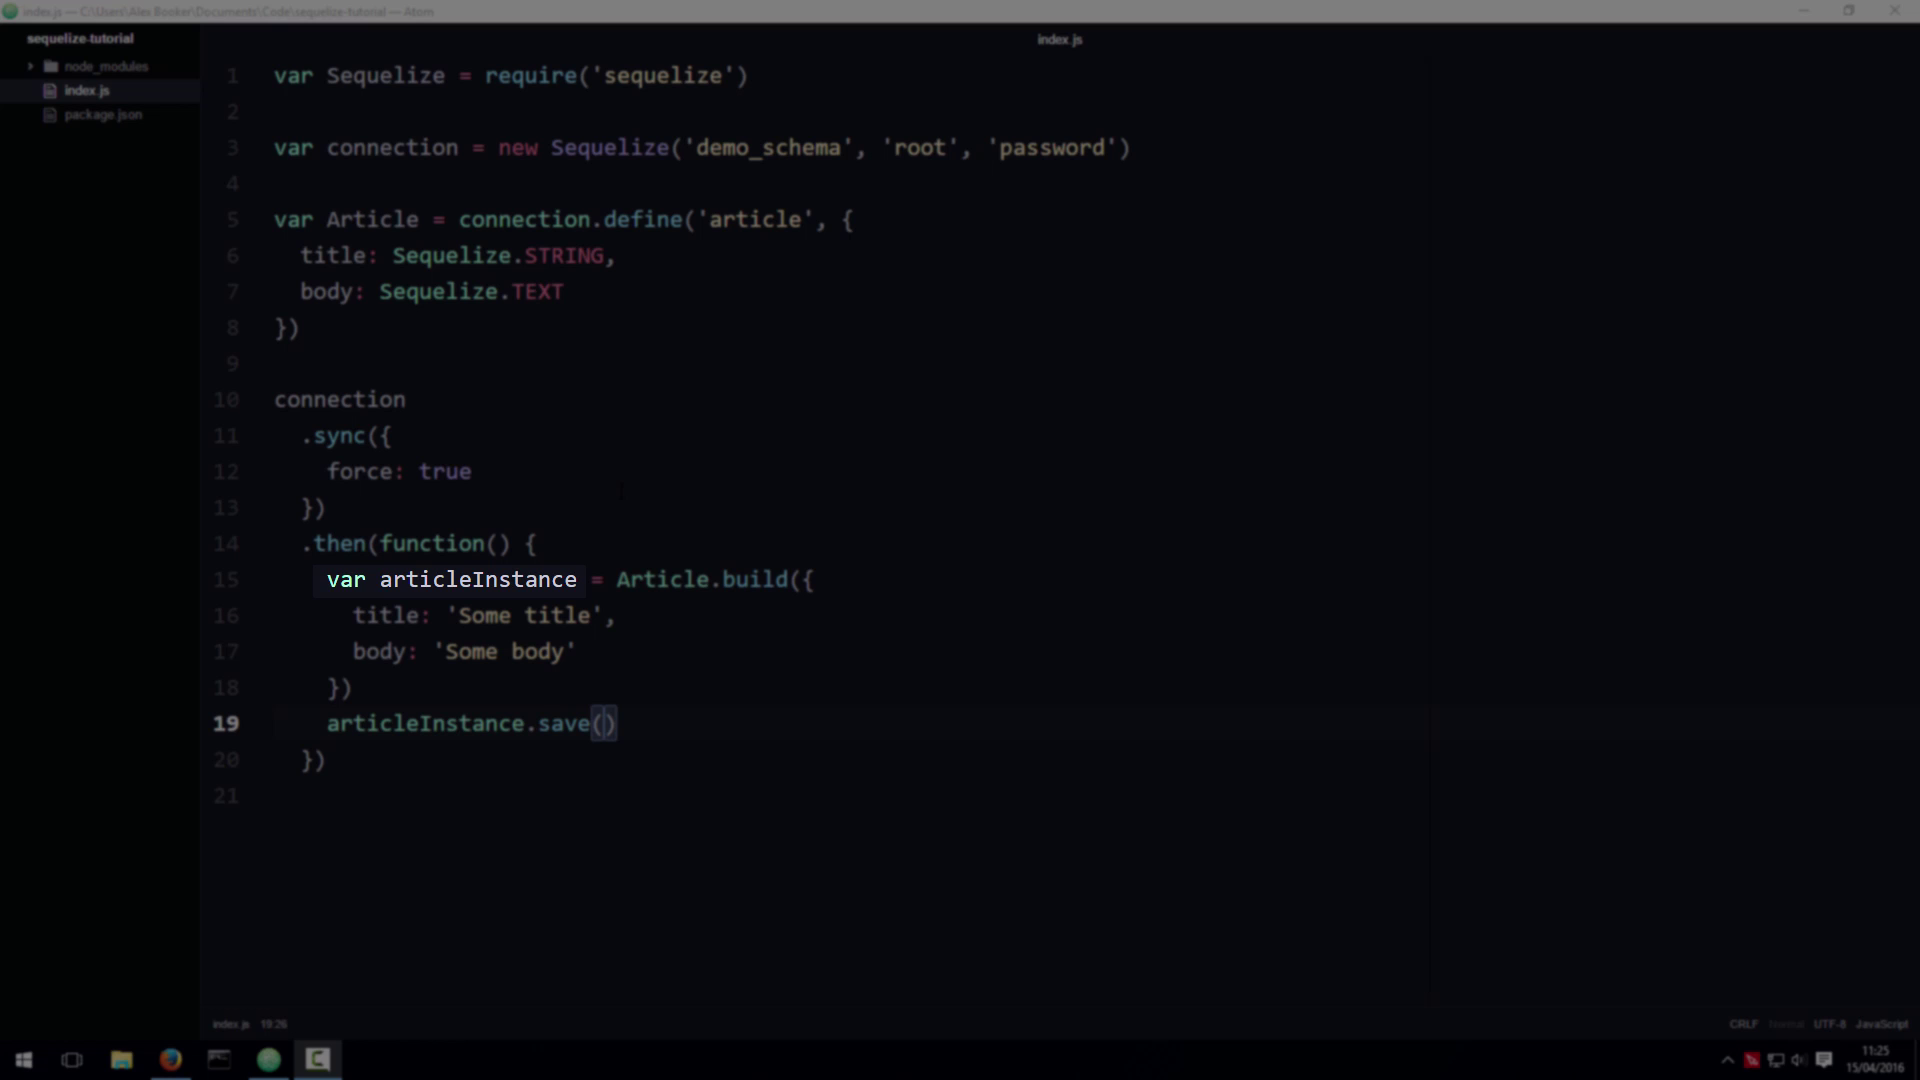 index.js — C:\Users\Alex Booker\Documents\Code\sequelize-tutorial — Atom
sequelize-tutorial
node_modules
index.js
package.json
index.js
1 var Sequelize = require('sequelize')
2
3 var connection = new Sequelize('demo_schema', 'root', 'password')
4
5 var Article = connection.define('article', {
6 title: Sequelize.STRING,
7 body: Sequelize.TEXT
8 })
9
10 connection
11 .sync({
12 force: true
13 })
14 .then(function() {
15 var articleInstance = Article.build({
16 title: 'Some title',
17 body: 'Some body'
18 })
19 articleInstance.save()
20 })
21
index.js 19:26
CRLF UTF-8 JavaScript
11:25
15/04/2016